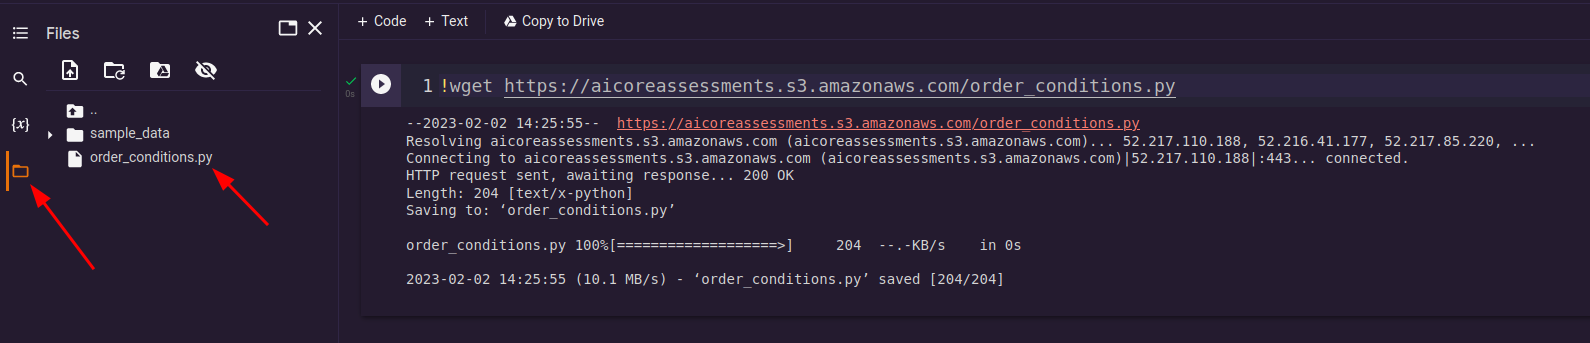 Files
..
sample_data
order_conditions.py
{x}
+ Code + Text Copy to Drive
0s
1 !wget https://aicoreassessments.s3.amazonaws.com/order_conditions.py
--2023-02-02 14:25:55-- https://aicoreassessments.s3.amazonaws.com/order_conditions.py
Resolving aicoreassessments.s3.amazonaws.com (aicoreassessments.s3.amazonaws.com)... 52.217.110.188, 52.216.41.177, 52.217.85.220, ...
Connecting to aicoreassessments.s3.amazonaws.com (aicoreassessments.s3.amazonaws.com)|52.217.110.188|:443... connected.
HTTP request sent, awaiting response... 200 OK
Length: 204 [text/x-python]
Saving to: ‘order_conditions.py’
order_conditions.py 100%[===================>] 204 --.-KB/s in 0s
2023-02-02 14:25:55 (10.1 MB/s) - ‘order_conditions.py’ saved [204/204]